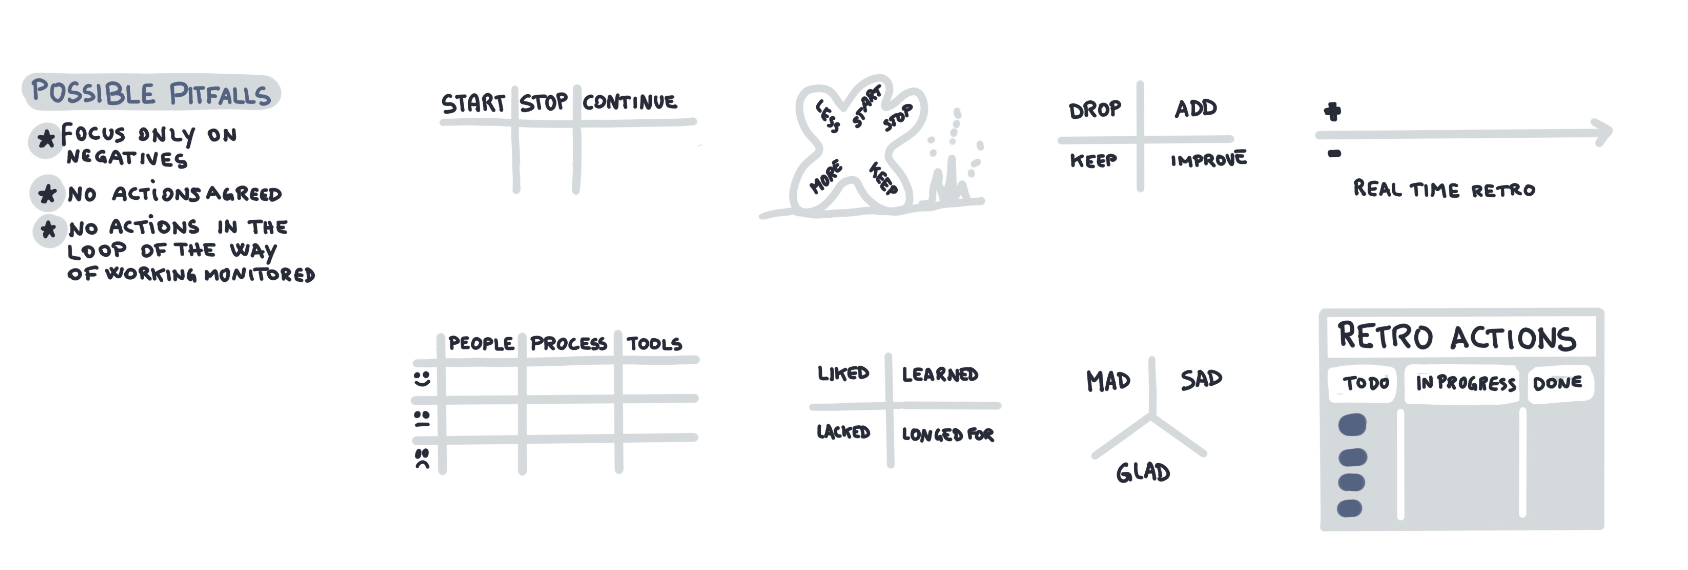 POSSIBLE PITFALLS
* FOCUS ONLY ON
NEGATIVES
* NO ACTIONS AGREED
* NO ACTIONS IN THE
LOOP OF THE WAY
OF WORKING MONITORED
START STOP CONTINUE
LESS START STOP
MORE KEEP
DROP ADD
KEEP IMPROVE
+
-
REAL TIME RETRO
PEOPLE PROCESS TOOLS
LIKED LEARNED
LACKED LONGED FOR
MAD SAD
GLAD
RETRO ACTIONS
TO DO IN PROGRESS DONE